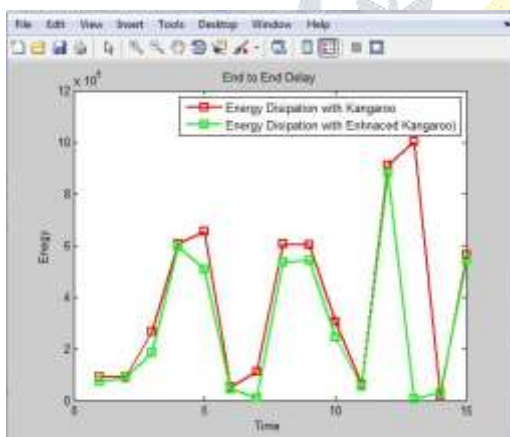 File Edit View Insert Tools Desktop Window Help
End to End Delay
12
10
8
6
4
2
0
Enegy
Energy Disipation with Kangaroo
Energy Disipation with Enhnaced Kangaroo)
0 5 10 15
Time